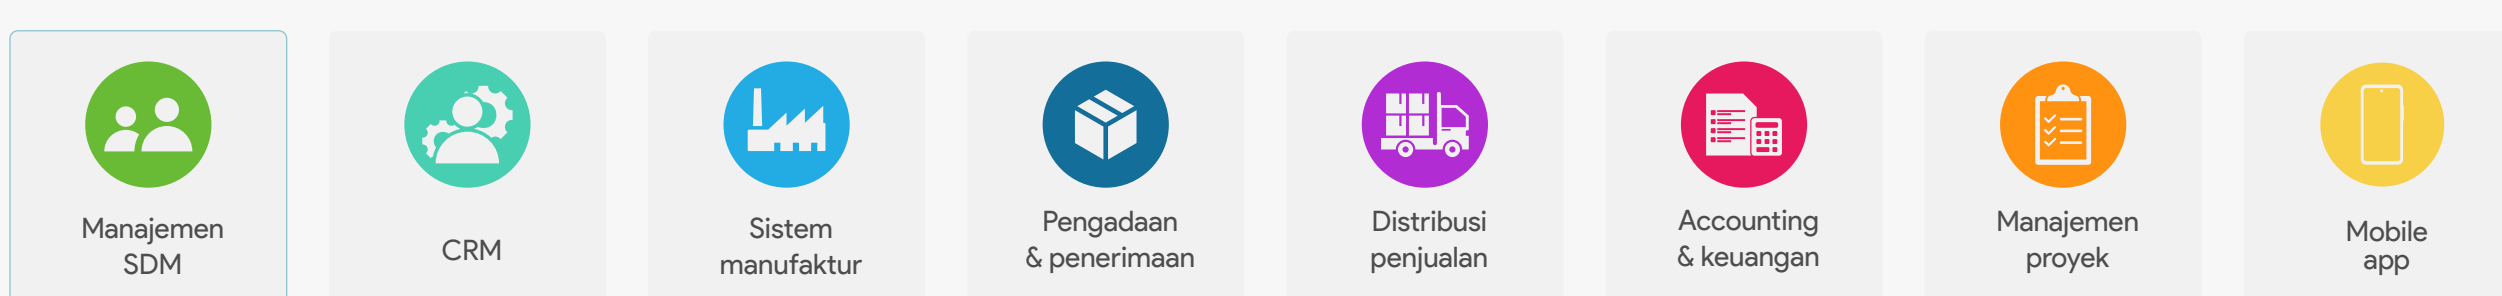 Manajemen
SDM
CRM
Sistem
manufaktur
Pengadaan
& penerimaan
Distribusi
penjualan
Accounting
& keuangan
Manajemen
proyek
Mobile
app